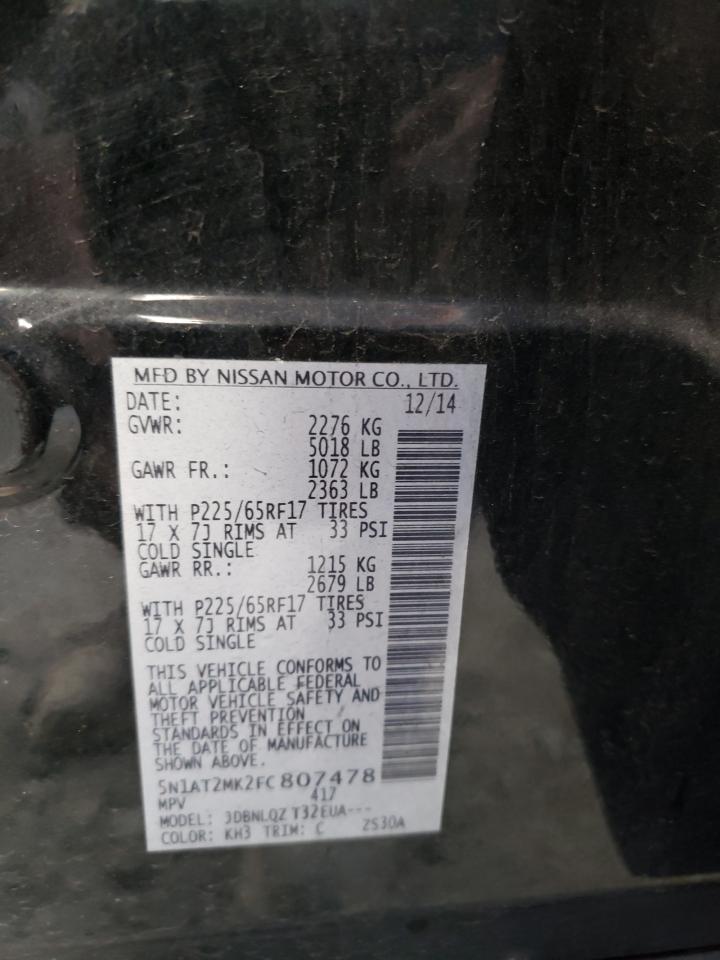 MFD BY NISSAN MOTOR CO., LTD.
DATE: 12/14
GVWR: 2276 KG
5018 LB
GAWR FR.: 1072 KG
2363 LB
WITH P225/65RF17 TIRES
17 X 7J RIMS AT 33 PSI
COLD SINGLE
GAWR RR.: 1215 KG
2679 LB
WITH P225/65RF17 TIRES
17 X 7J RIMS AT 33 PSI
COLD SINGLE
THIS VEHICLE CONFORMS TO
ALL APPLICABLE FEDERAL
MOTOR VEHICLE SAFETY AND
THEFT PREVENTION
STANDARDS IN EFFECT ON
THE DATE OF MANUFACTURE
SHOWN ABOVE.
5N1AT2MK2FC807478
MPV 417
MODEL: 3DBNLQZ T32EUA---
COLOR: KH3 TRIM: C ZS30A